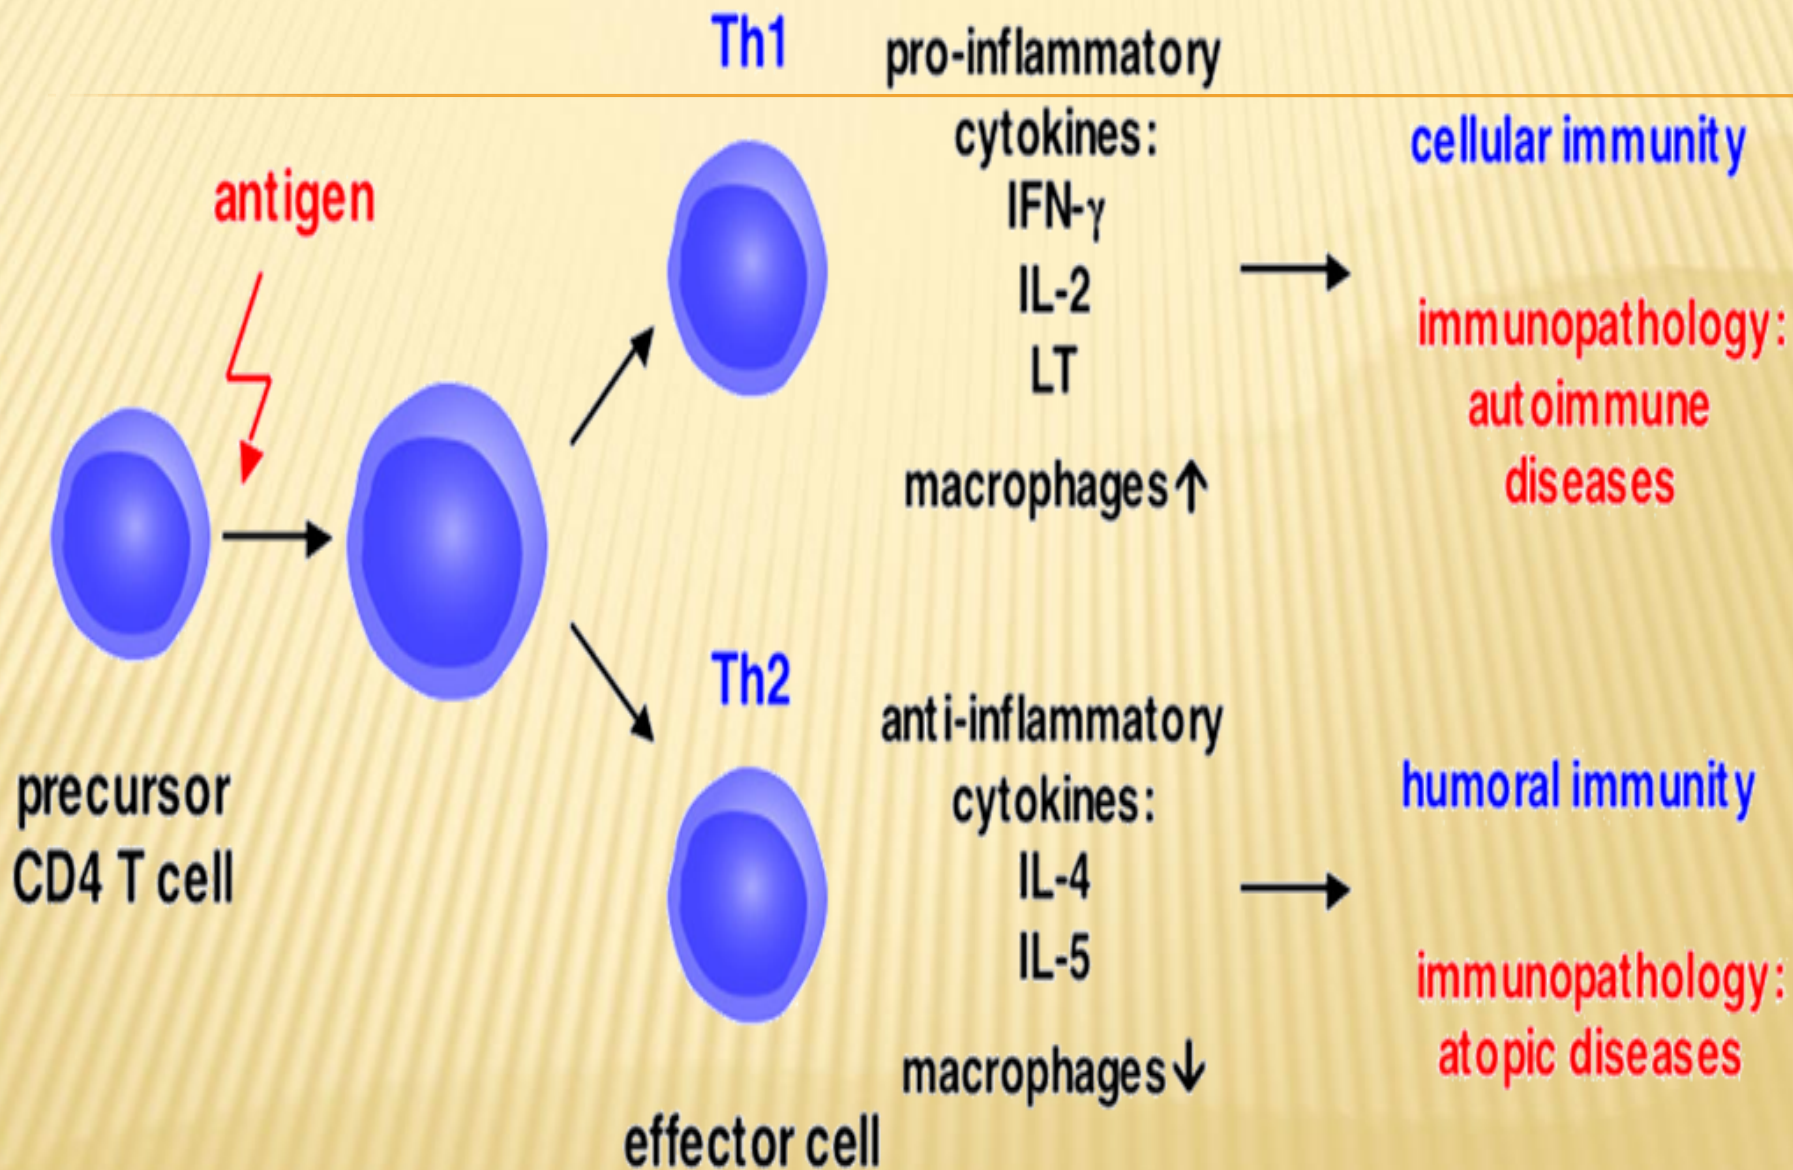 antigen
precursor
CD4 T cell
Th1
pro-inflammatory
cytokines:
IFN-γ
IL-2
LT
macrophages↑
cellular immunity
immunopathology:
autoimmune
diseases
Th2
effector cell
anti-inflammatory
cytokines:
IL-4
IL-5
macrophages↓
humoral immunity
immunopathology:
atopic diseases